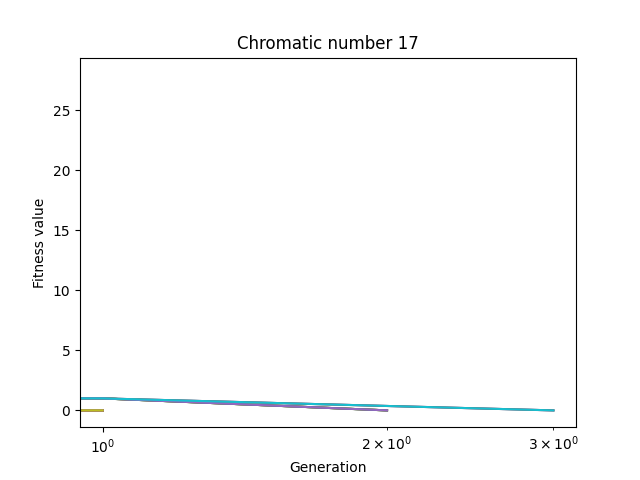 Chromatic number 17
Fitness value
25
20
15
10
5
0
10⁰
2 × 10⁰
3 × 10⁰
Generation